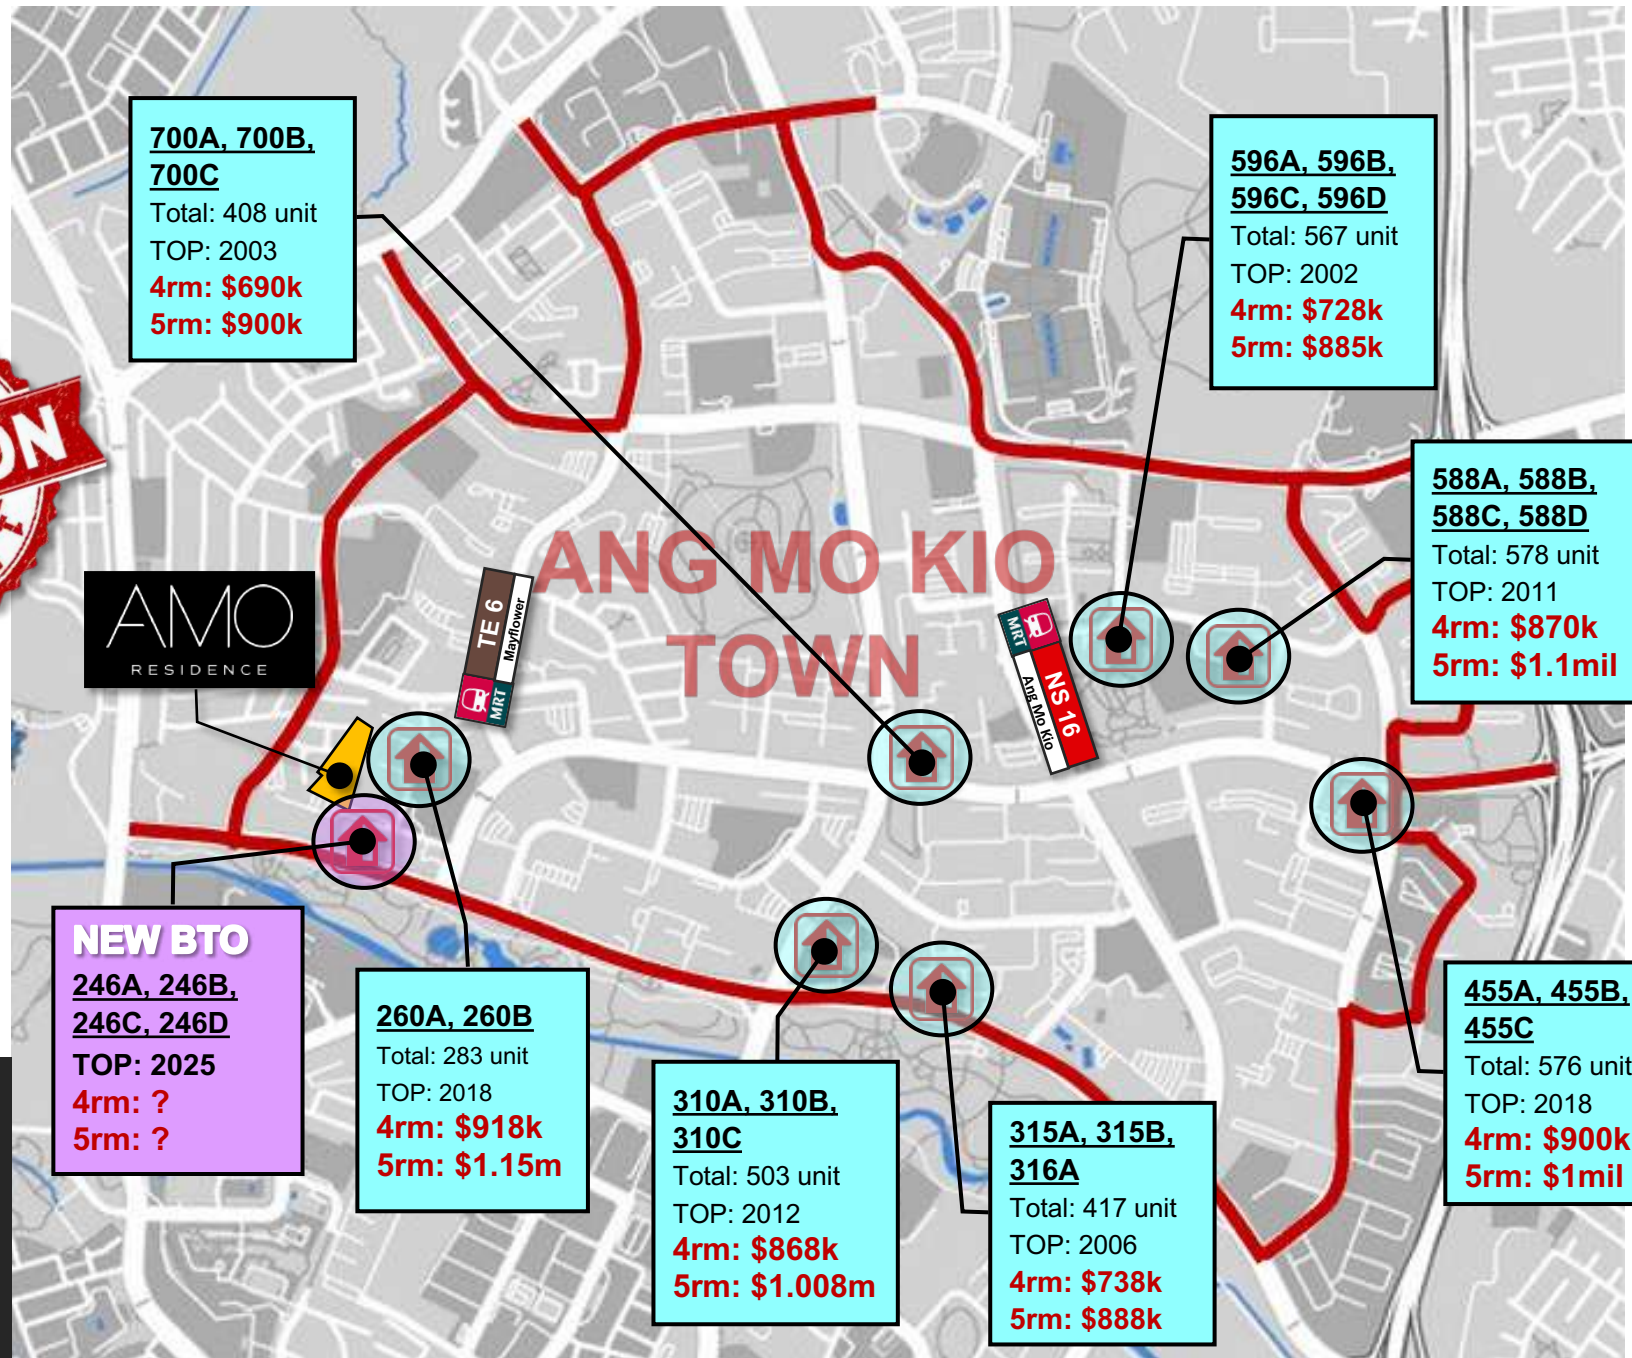 700A, 700B,
700C
Total: 408 unit
TOP: 2003
4rm: $690k
5rm: $900k
596A, 596B,
596C, 596D
Total: 567 unit
TOP: 2002
4rm: $728k
5rm: $885k
ON
588A, 588B,
588C, 588D
Total: 578 unit
TOP: 2011
4rm: $870k
5rm: $1.1mil
ANG MO KIO
TOWN
AMO
RESIDENCE
TE 6
Mayflower
MRT
MRT
NS 16
Ang Mo Kio
NEW BTO
246A, 246B,
246C, 246D
TOP: 2025
4rm: ?
5rm: ?
260A, 260B
Total: 283 unit
TOP: 2018
4rm: $918k
5rm: $1.15m
310A, 310B,
310C
Total: 503 unit
TOP: 2012
4rm: $868k
5rm: $1.008m
315A, 315B,
316A
Total: 417 unit
TOP: 2006
4rm: $738k
5rm: $888k
455A, 455B,
455C
Total: 576 unit
TOP: 2018
4rm: $900k
5rm: $1mil